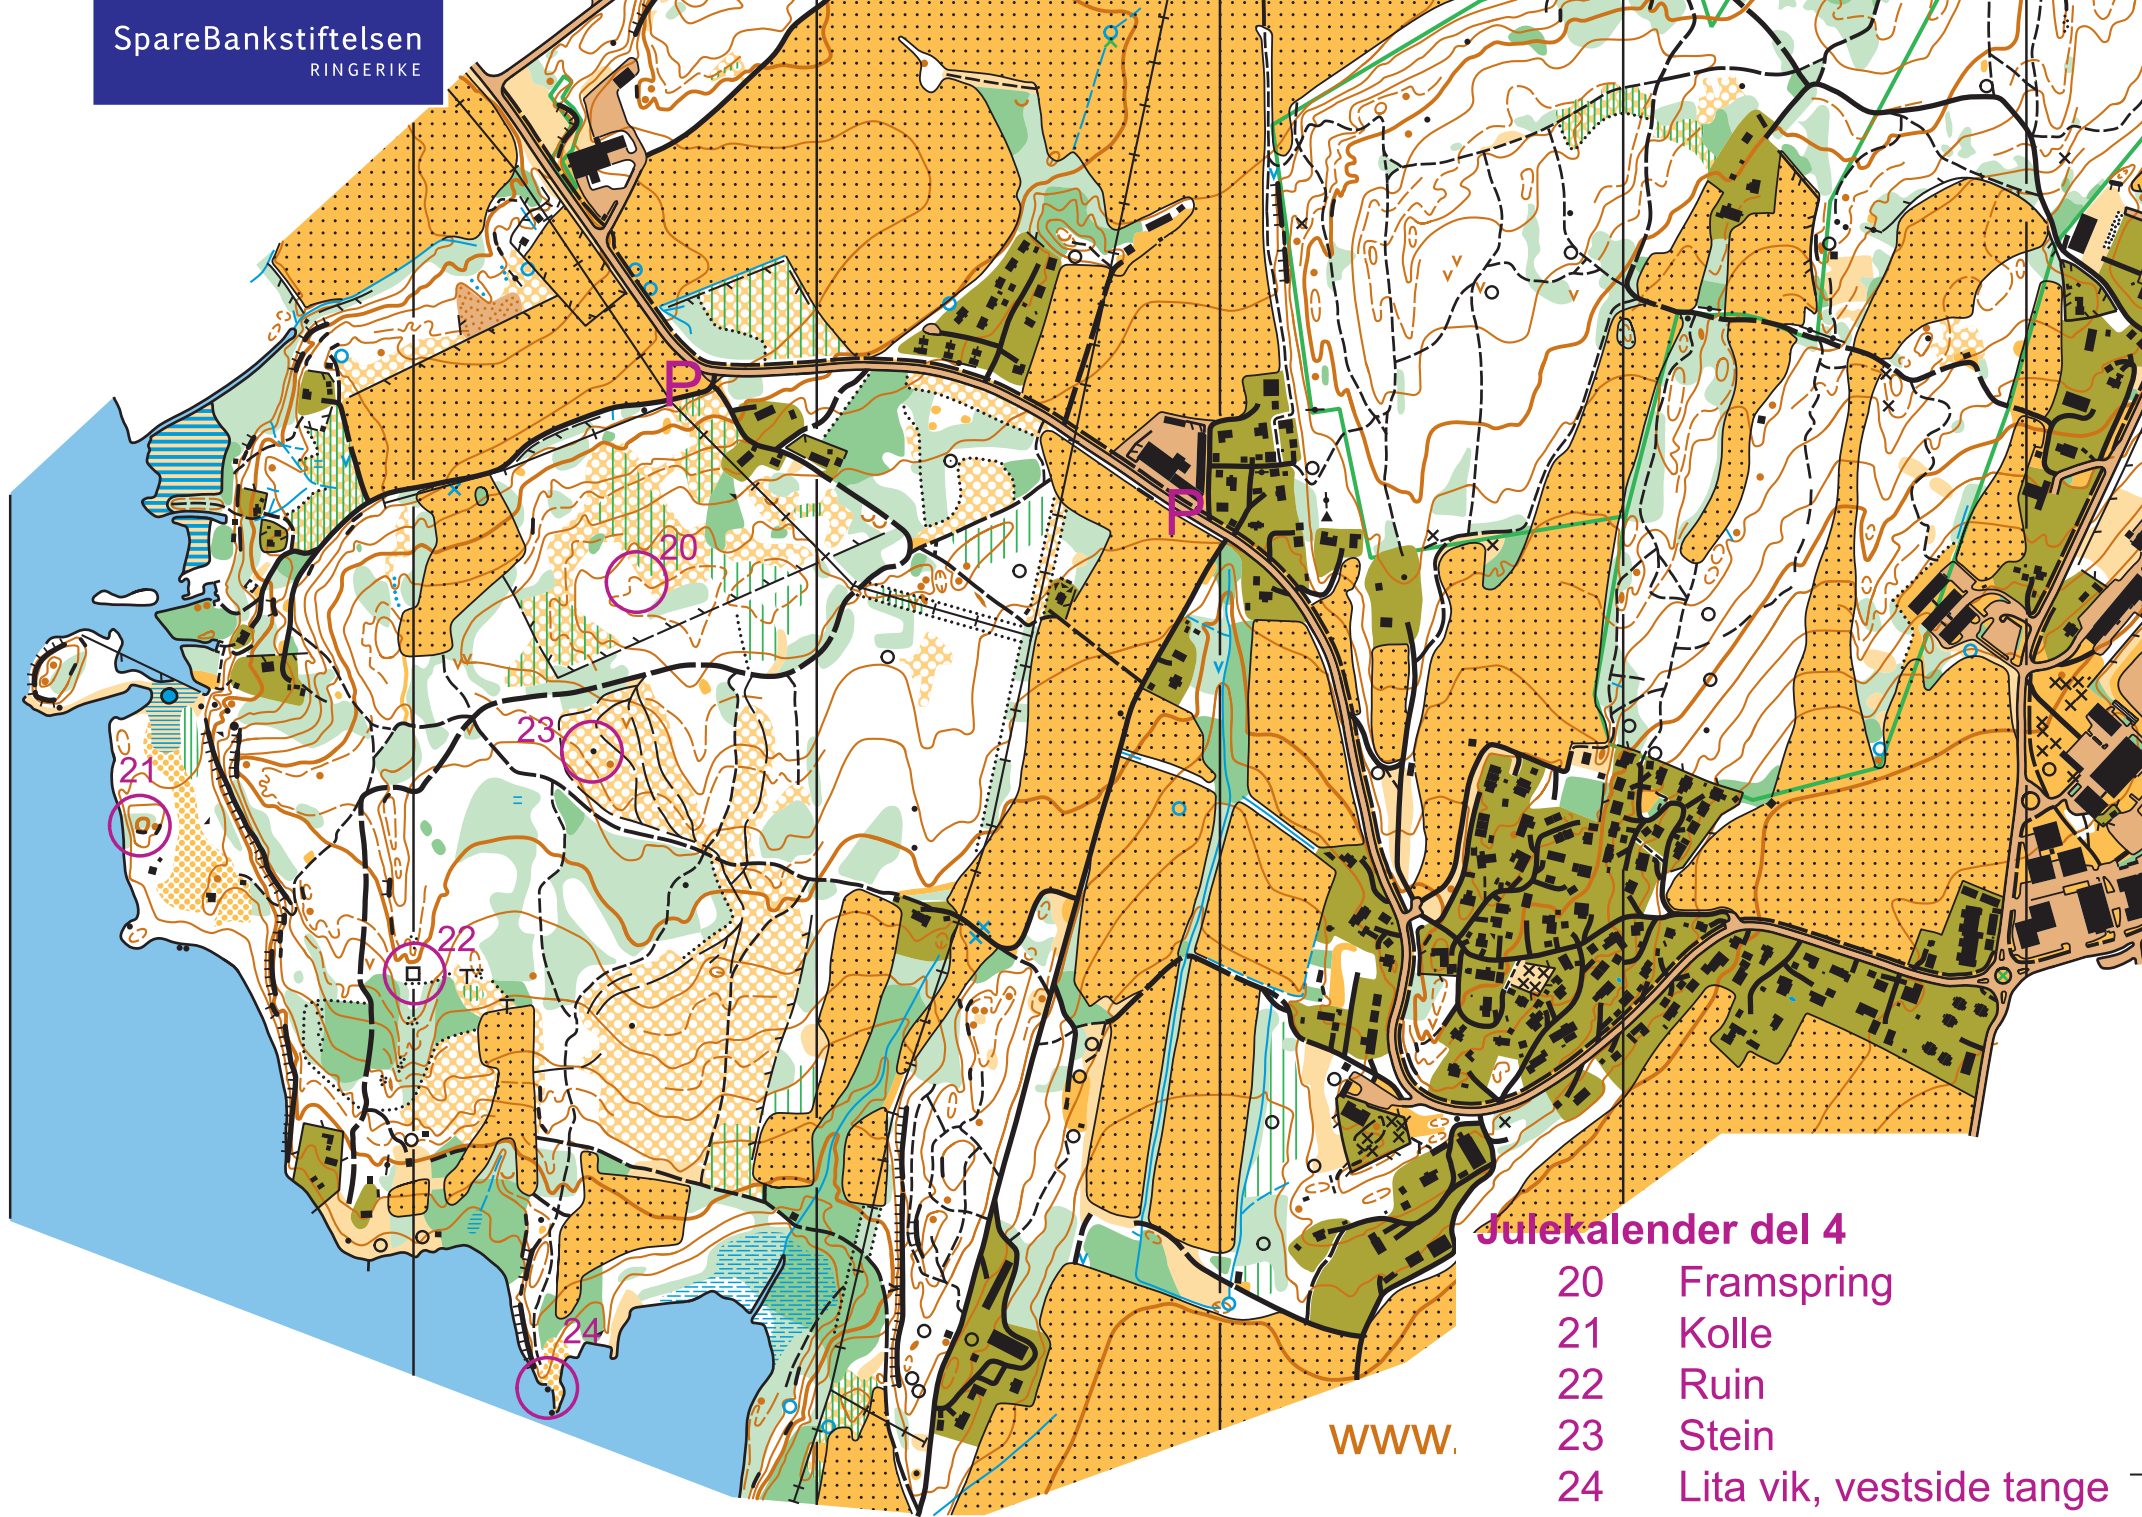 SpareBankstiftelsen
RINGERIKE
P
P
20
23
21
22
24
Julekalender del 4
20 Framspring
21 Kolle
22 Ruin
23 Stein
24 Lita vik, vestside tange
www.